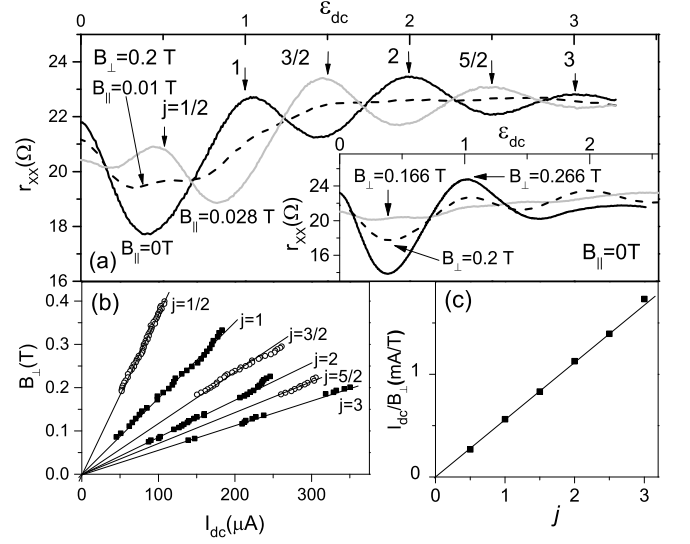 ε_dc
0 1 2 3
B⊥=0.2 T
B||=0.01 T
j=1/2
1
3/2
2
5/2
3
24
22
20
18
16
r_XX(Ω)
B||=0T
B||=0.028 T
(a)
0 1 2
ε_dc
B⊥=0.166 T
B⊥=0.266 T
24
20
16
12
r_XX(Ω)
B⊥=0.2 T
B||=0T
(b)
0.4
0.3
0.2
0.1
0.0
B⊥(T)
j=1/2
j=1
j=3/2
j=2
j=5/2
j=3
0 100 200 300
I_dc(μA)
(c)
1
0
I_dc/B⊥(mA/T)
0 1 2 3
j